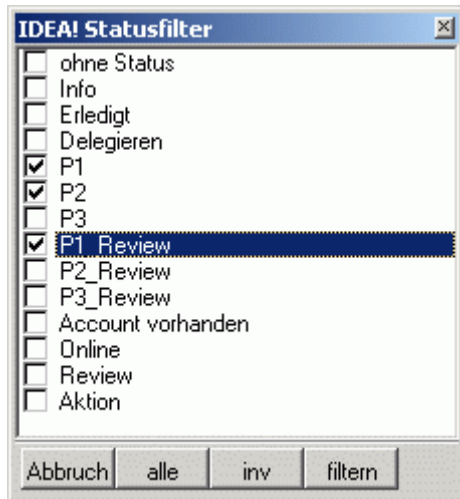 IDEA! Statusfilter
ohne Status
Info
Erledigt
Delegieren
P1
P2
P3
P1_Review
P2_Review
P3_Review
Account vorhanden
Online
Review
Aktion
Abbruch alle inv filtern